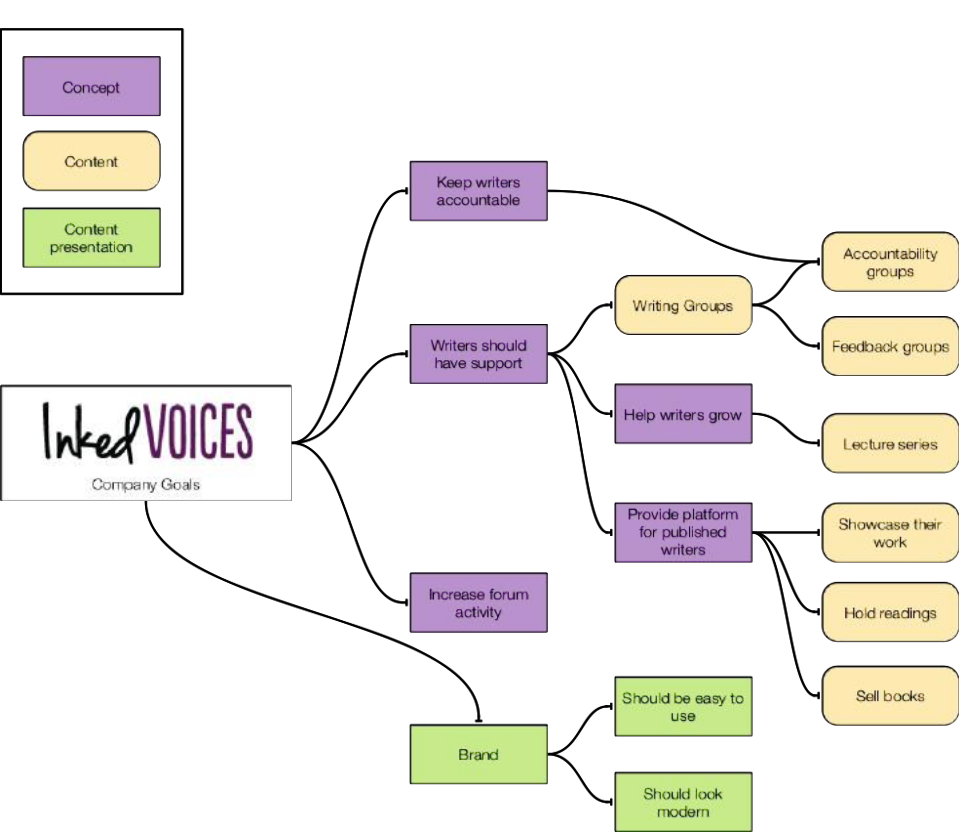 Concept
Content
Content
presentation
Keep writers
accountable
Accountability
groups
Writing Groups
Writers should
have support
Feedback groups
Help writers grow
Lecture series
Inked VOICES
Company Goals
Provide platform
for published
writers
Showcase their
work
Increase forum
activity
Hold readings
Should be easy to
use
Sell books
Brand
Should look
modern